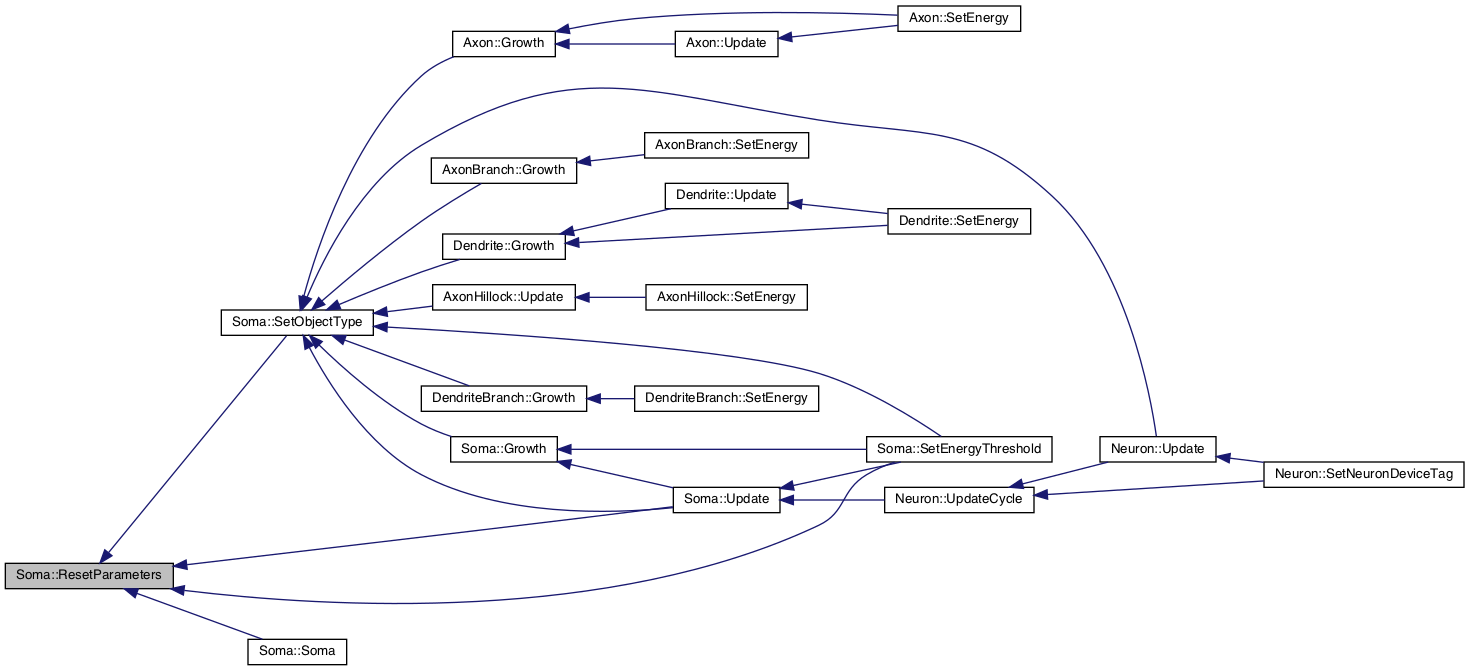 Axon::SetEnergy
Axon::Growth
Axon::Update
AxonBranch::SetEnergy
AxonBranch::Growth
Dendrite::Update
Dendrite::SetEnergy
Dendrite::Growth
AxonHillock::Update
AxonHillock::SetEnergy
Soma::SetObjectType
DendriteBranch::Growth
DendriteBranch::SetEnergy
Soma::Growth
Soma::SetEnergyThreshold
Neuron::Update
Neuron::SetNeuronDeviceTag
Soma::Update
Neuron::UpdateCycle
Soma::ResetParameters
Soma::Soma